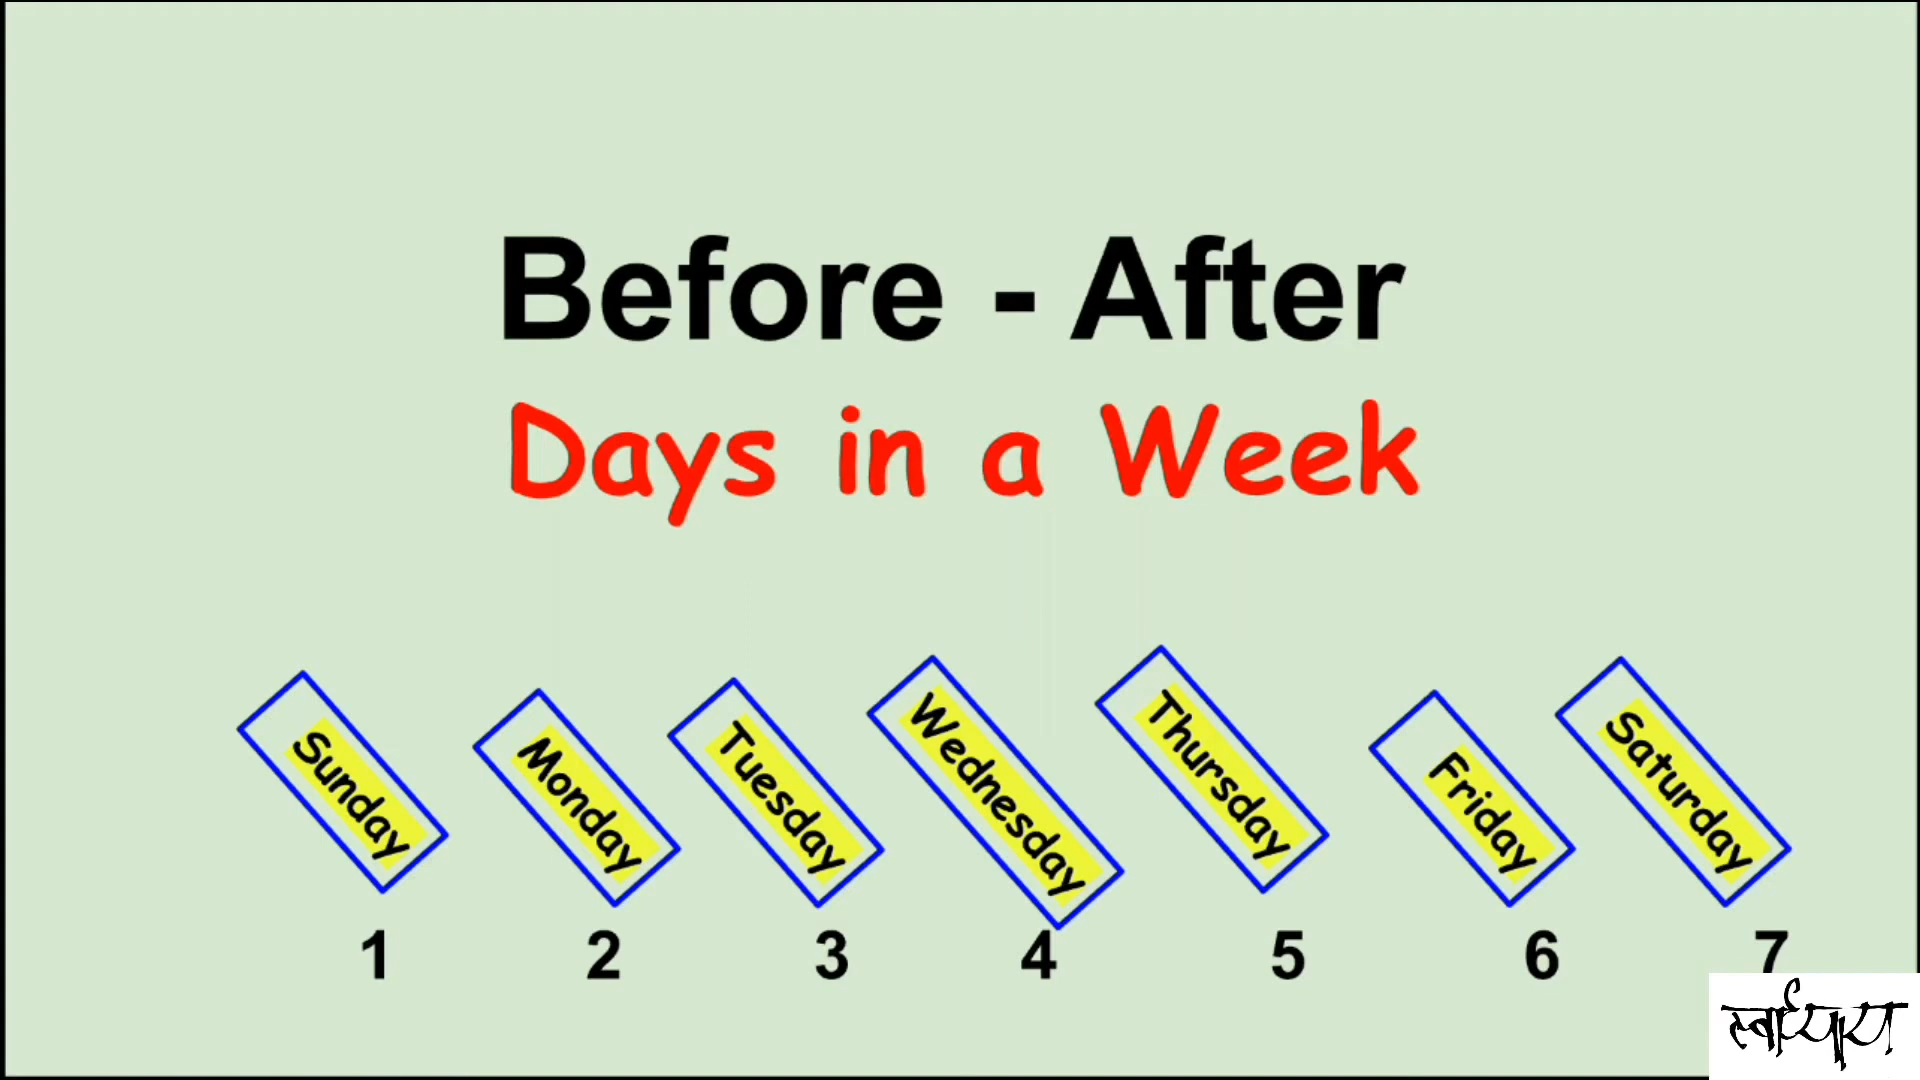 Before - After
Days in a Week
Sunday Monday Tuesday Wednesday Thursday Friday Saturday
1 2 3 4 5 6 7
स्वाध्याय